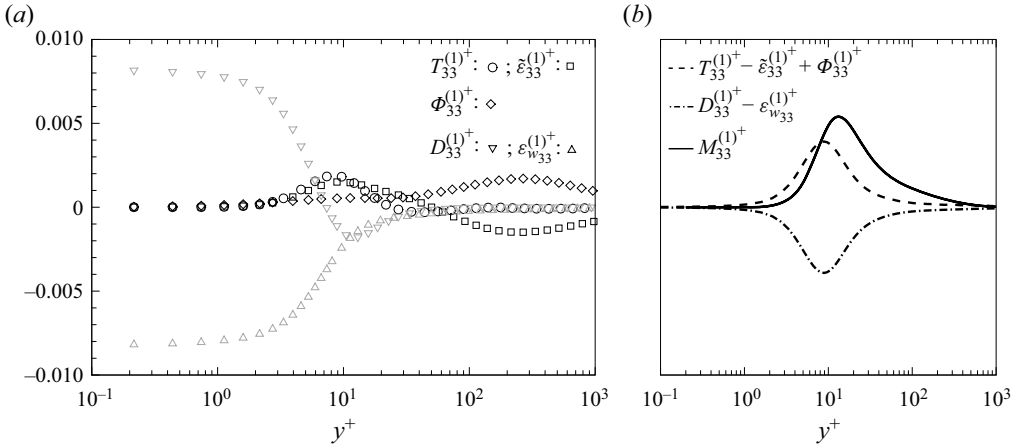 (a)
(b)
0.010
0.005
0
−0.005
−0.010
T₃₃⁽¹⁾⁺: ○ ; ε̃₃₃⁽¹⁾⁺: □
Φ₃₃⁽¹⁾⁺: ◇
D₃₃⁽¹⁾⁺: ▽ ; ε_w₃₃⁽¹⁾⁺: △
10⁻¹ 10⁰ 10¹ 10² 10³
y⁺
T₃₃⁽¹⁾⁺ − ε̃₃₃⁽¹⁾⁺ + Φ₃₃⁽¹⁾⁺
D₃₃⁽¹⁾⁺ − ε_w₃₃⁽¹⁾⁺
M₃₃⁽¹⁾⁺
10⁻¹ 10⁰ 10¹ 10² 10³
y⁺